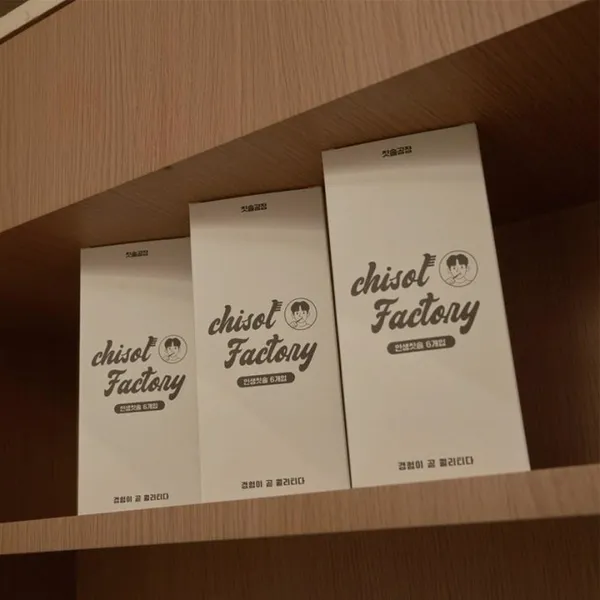 칫솔공장
chisol
Factory
인생칫솔 6개입
경험이 곧 퀄리티다
칫솔공장
chisol
Factory
인생칫솔 6개입
경험이 곧 퀄리티다
칫솔공장
chisol
Factory
인생칫솔 6개입
경험이 곧 퀄리티다